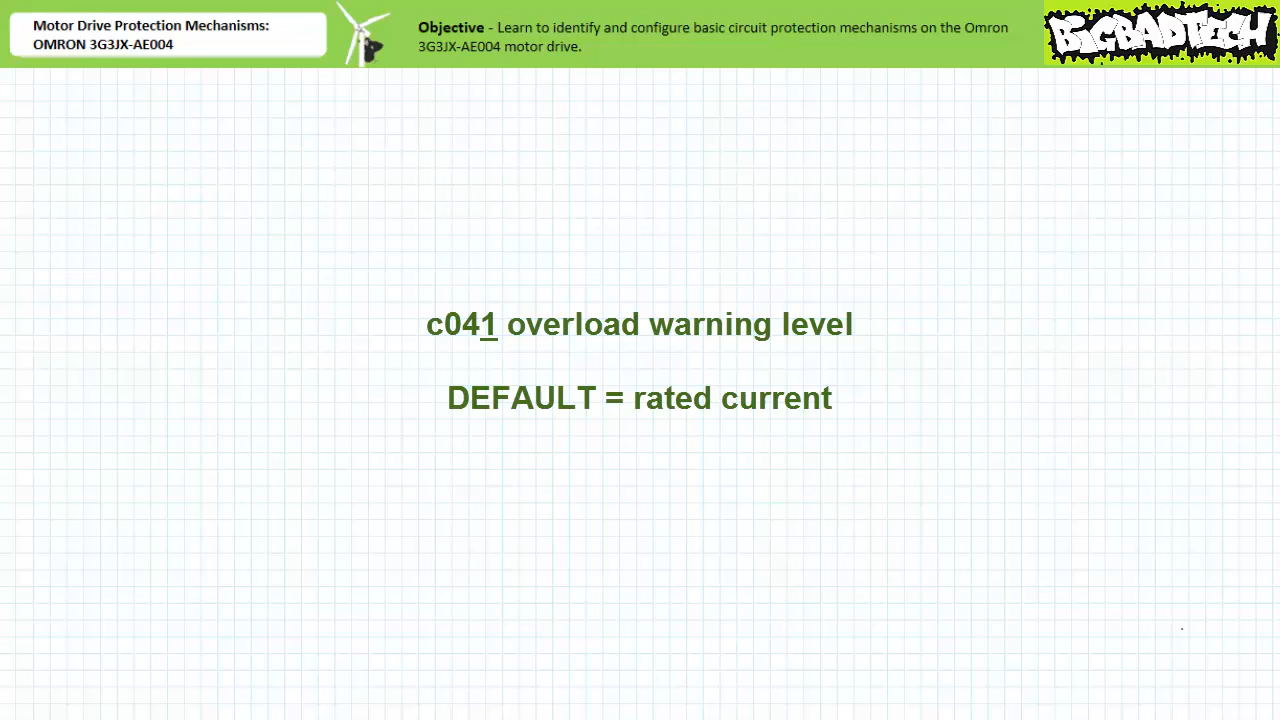 Motor Drive Protection Mechanisms:
OMRON 3G3JX-AE004
Objective - Learn to identify and configure basic circuit protection mechanisms on the Omron
3G3JX-AE004 motor drive.
BIGBADTECH
c041 overload warning level
DEFAULT = rated current